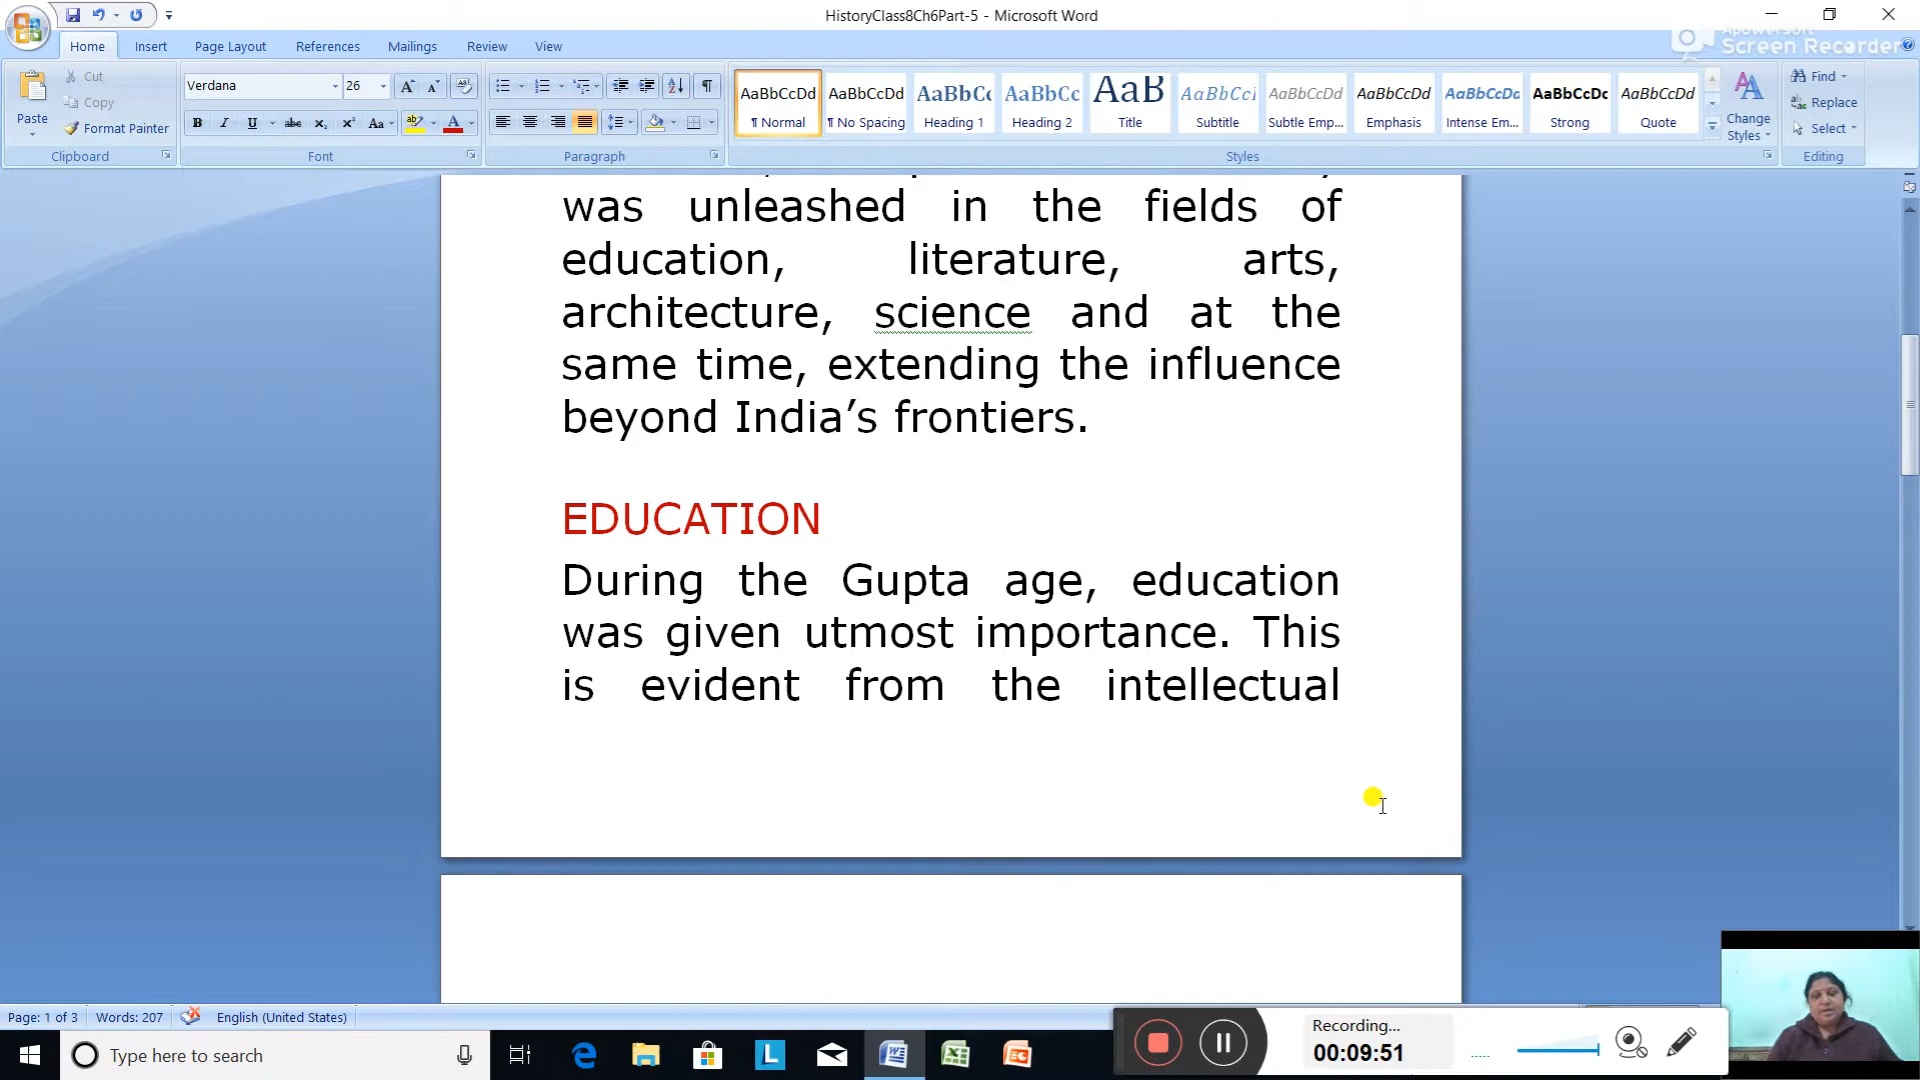 HistoryClass8Ch6Part-5 - Microsoft Word
Home Insert Page Layout References Mailings Review View
Apowersoft
Screen Recorder
Paste
Cut
Copy
Format Painter
Clipboard
Verdana 26
Font
Paragraph
AaBbCcDd AaBbCcDd AaBbCc AaBbCc AaB AaBbCcI AaBbCcDd AaBbCcDd AaBbCcDd AaBbCcDc AaBbCcDd
¶ Normal ¶ No Spacing Heading 1 Heading 2 Title Subtitle Subtle Emp... Emphasis Intense Em... Strong Quote
Change
Styles
Styles
Find
Replace
Select
Editing
was unleashed in the fields of
education, literature, arts,
architecture, science and at the
same time, extending the influence
beyond India’s frontiers.
EDUCATION
During the Gupta age, education
was given utmost importance. This
is evident from the intellectual
Page: 1 of 3 Words: 207 English (United States)
Recording...
00:09:51
Type here to search